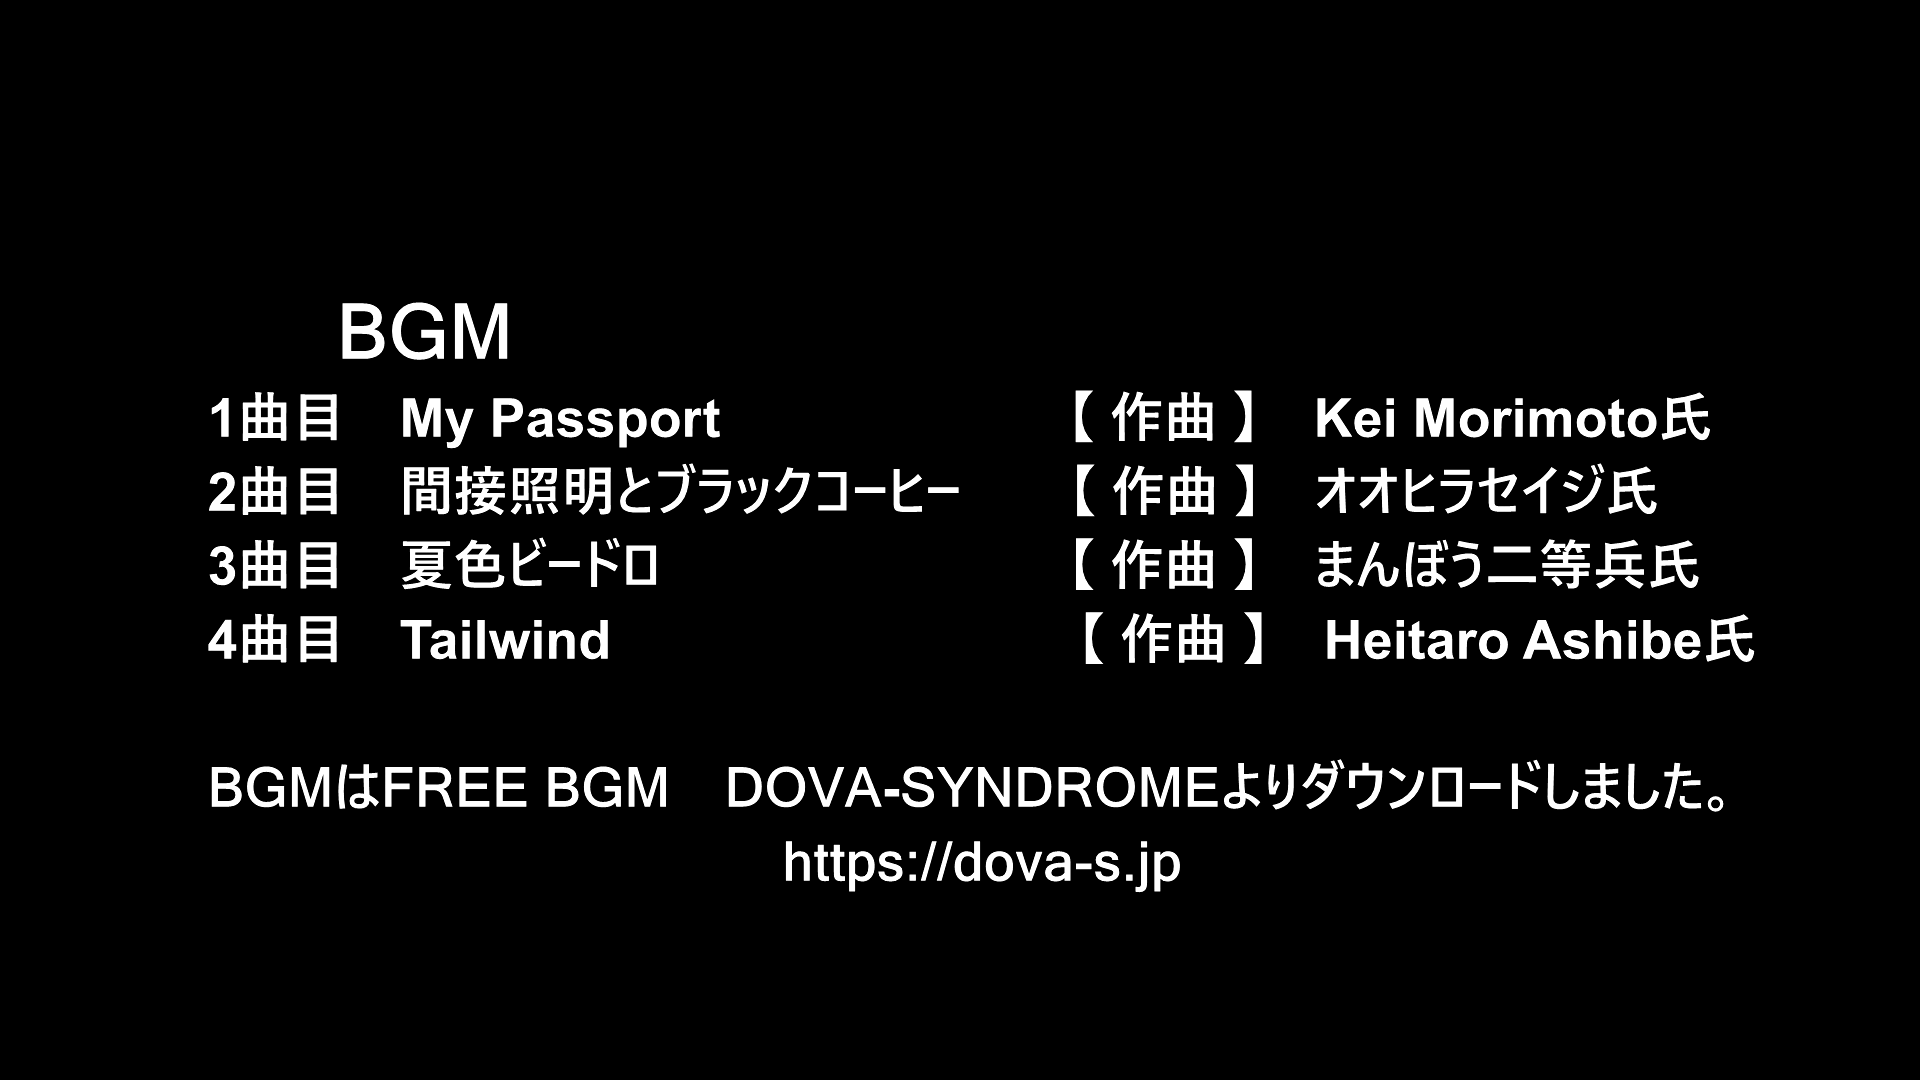 BGM
1曲目　My Passport　【 作曲 】　Kei Morimoto氏
2曲目　間接照明とブラックコーヒー　【 作曲 】　オオヒラセイジ氏
3曲目　夏色ビードロ　【 作曲 】　まんぼう二等兵氏
4曲目　Tailwind　【 作曲 】　Heitaro Ashibe氏
BGMはFREE BGM　DOVA-SYNDROMEよりダウンロードしました。
https://dova-s.jp